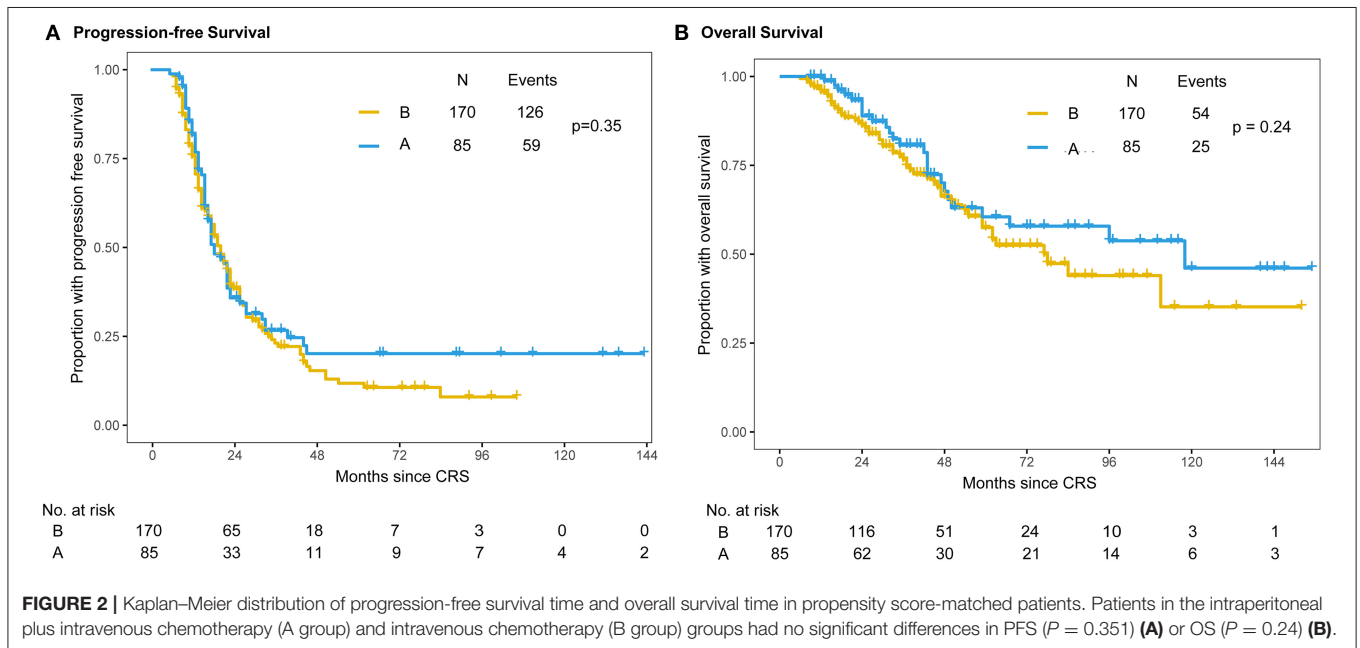 A Progression-free Survival
Proportion with progression free survival
1.00
0.75
0.50
0.25
0.00
N Events
B 170 126
A 85 59
p=0.35
0 24 48 72 96 120 144
Months since CRS
No. at risk
B 170 65 18 7 3 0 0
A 85 33 11 9 7 4 2
B Overall Survival
Proportion with overall survival
1.00
0.75
0.50
0.25
0.00
N Events
B 170 54
A 85 25
p = 0.24
0 24 48 72 96 120 144
Months since CRS
No. at risk
B 170 116 51 24 10 3 1
A 85 62 30 21 14 6 3
FIGURE 2 | Kaplan–Meier distribution of progression-free survival time and overall survival time in propensity score-matched patients. Patients in the intraperitoneal
plus intravenous chemotherapy (A group) and intravenous chemotherapy (B group) groups had no significant differences in PFS (P = 0.351) (A) or OS (P = 0.24) (B).